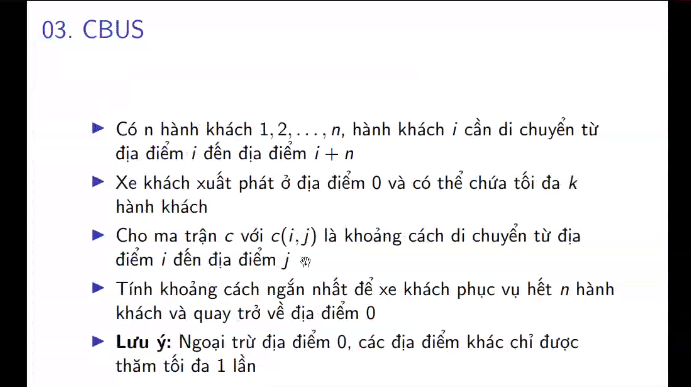 03. CBUS
▶ Có n hành khách 1, 2, . . . , n, hành khách i cần di chuyển từ
địa điểm i đến địa điểm i + n
▶ Xe khách xuất phát ở địa điểm 0 và có thể chứa tối đa k
hành khách
▶ Cho ma trận c với c(i, j) là khoảng cách di chuyển từ địa
điểm i đến địa điểm j
▶ Tính khoảng cách ngắn nhất để xe khách phục vụ hết n hành
khách và quay trở về địa điểm 0
▶ Lưu ý: Ngoại trừ địa điểm 0, các địa điểm khác chỉ được
thăm tối đa 1 lần